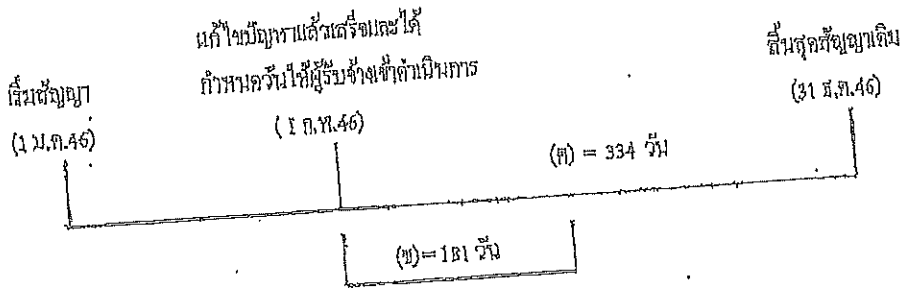 แก้ไขปัญหาแล้วเสร็จและได้
กำหนดวันให้ผู้รับจ้างเข้าดำเนินการ
(1 ก.พ.46)
เริ่มสัญญา
(1 ม.ค.46)
สิ้นสุดสัญญาเดิม
(31 ธ.ค.46)
(ค) = 334 วัน
(ข) = 181 วัน